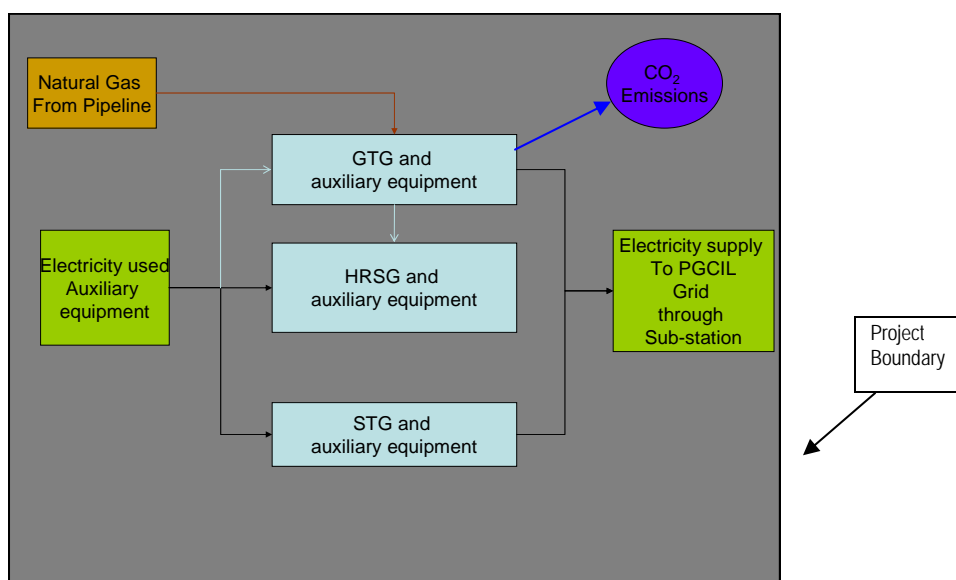 Natural Gas
From Pipeline
CO₂
Emissions
GTG and
auxiliary equipment
Electricity used
Auxiliary
equipment
HRSG and
auxiliary equipment
Electricity supply
To PGCIL
Grid
through
Sub-station
STG and
auxiliary equipment
Project
Boundary